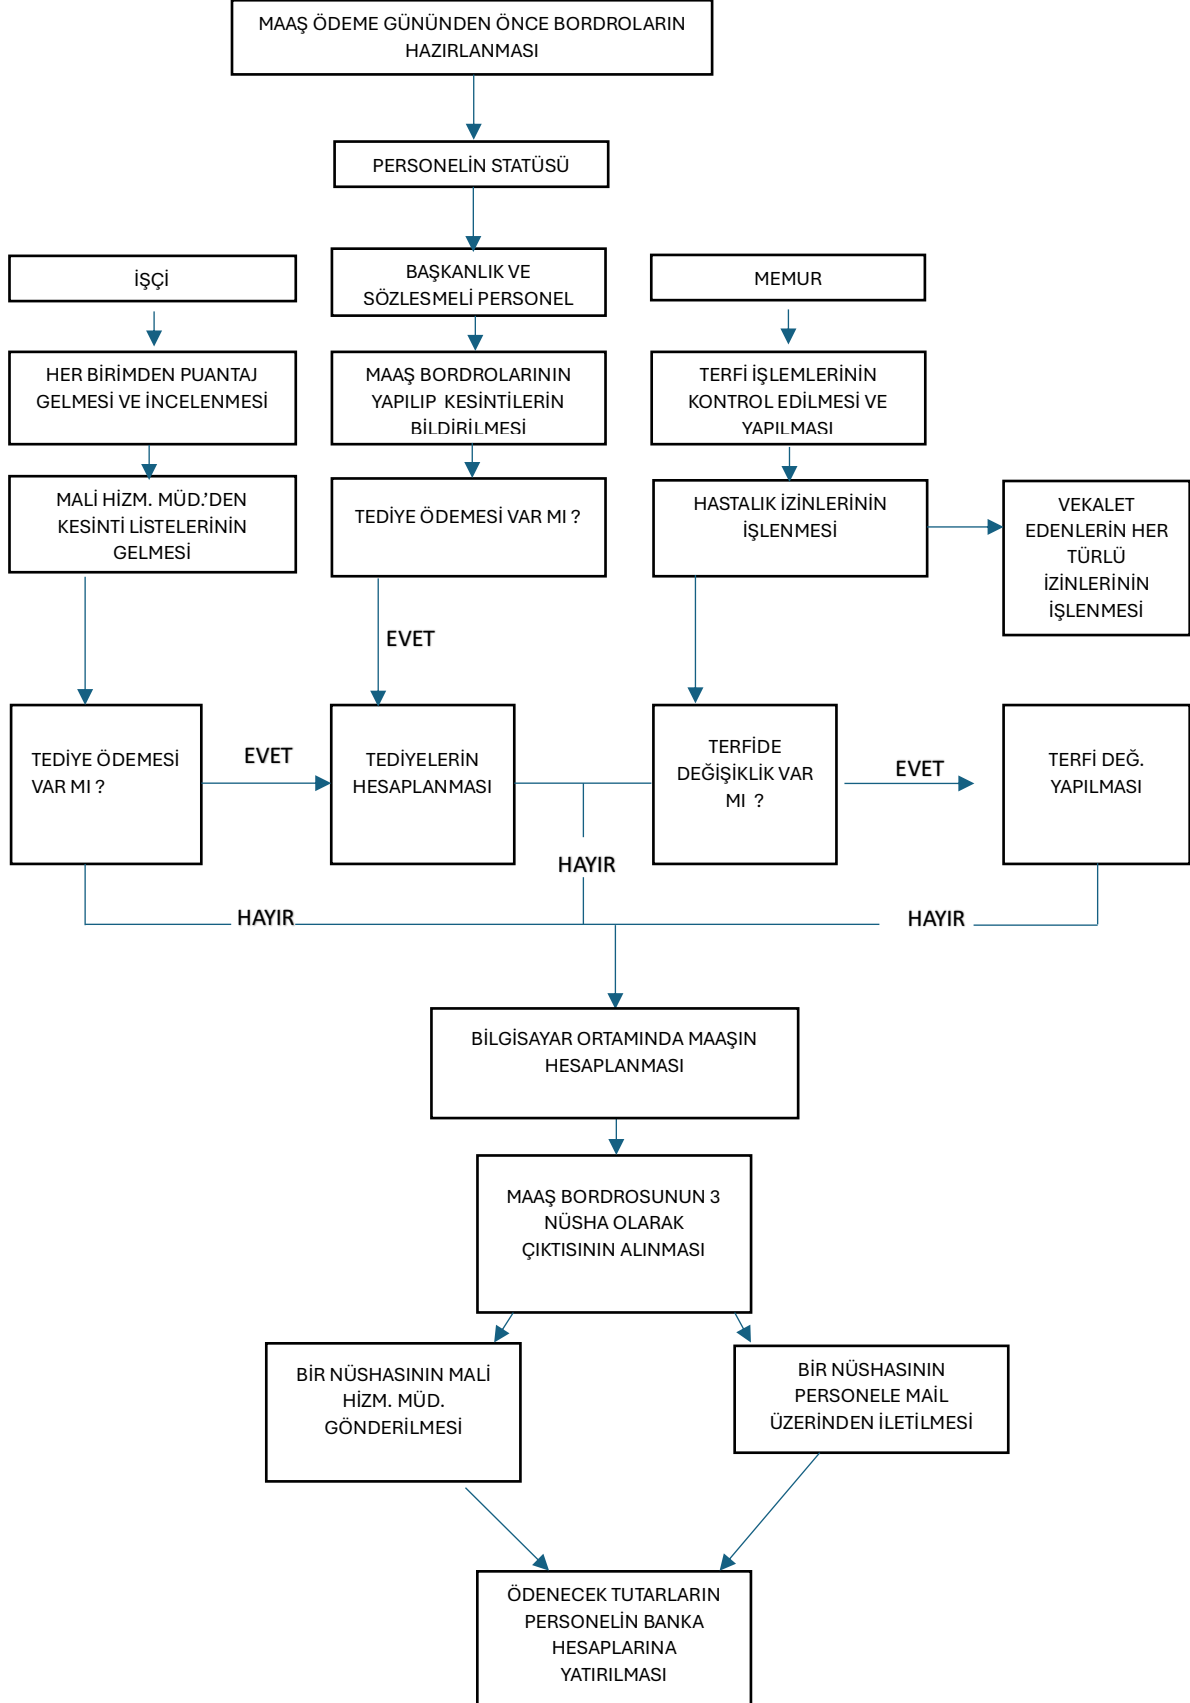 MAAŞ ÖDEME GÜNÜNDEN ÖNCE BORDROLARIN
HAZIRLANMASI
PERSONELİN STATÜSÜ
İŞÇİ
BAŞKANLIK VE
SÖZLESMELİ PERSONEL
MEMUR
HER BİRİMDEN PUANTAJ
GELMESİ VE İNCELENMESİ
MAAŞ BORDROLARININ
YAPILIP KESİNTİLERİN
BİLDİRİLMESİ
TERFİ İŞLEMLERİNİN
KONTROL EDİLMESİ VE
YAPILMASI
MALİ HİZM. MÜD.’DEN
KESİNTİ LİSTELERİNİN
GELMESİ
TEDİYE ÖDEMESİ VAR MI ?
HASTALIK İZİNLERİNİN
İŞLENMESİ
VEKALET
EDENLERİN HER
TÜRLÜ
İZİNLERİNİN
İŞLENMESİ
EVET
TEDİYE ÖDEMESİ
VAR MI ?
EVET
TEDİYELERİN
HESAPLANMASI
TERFİDE
DEĞİŞİKLİK VAR
MI ?
EVET
TERFİ DEĞ.
YAPILMASI
HAYIR
HAYIR
HAYIR
BİLGİSAYAR ORTAMINDA MAAŞIN
HESAPLANMASI
MAAŞ BORDROSUNUN 3
NÜSHA OLARAK
ÇIKTISININ ALINMASI
BİR NÜSHASININ MALİ
HİZM. MÜD.
GÖNDERİLMESİ
BİR NÜSHASININ
PERSONELE MAİL
ÜZERİNDEN İLETİLMESİ
ÖDENECEK TUTARLARIN
PERSONELİN BANKA
HESAPLARINA
YATIRILMASI